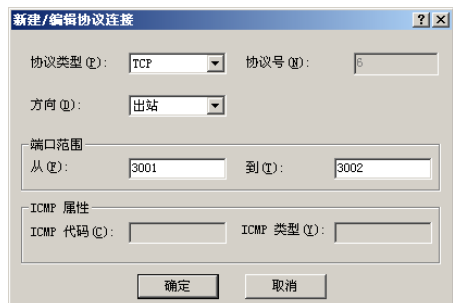 新建/编辑协议连接
协议类型(P): TCP 协议号(N): 6
方向(D): 出站
端口范围
从(F): 3001 到(T): 3002
ICMP 属性
ICMP 代码(C): ICMP 类型(Y):
确定 取消